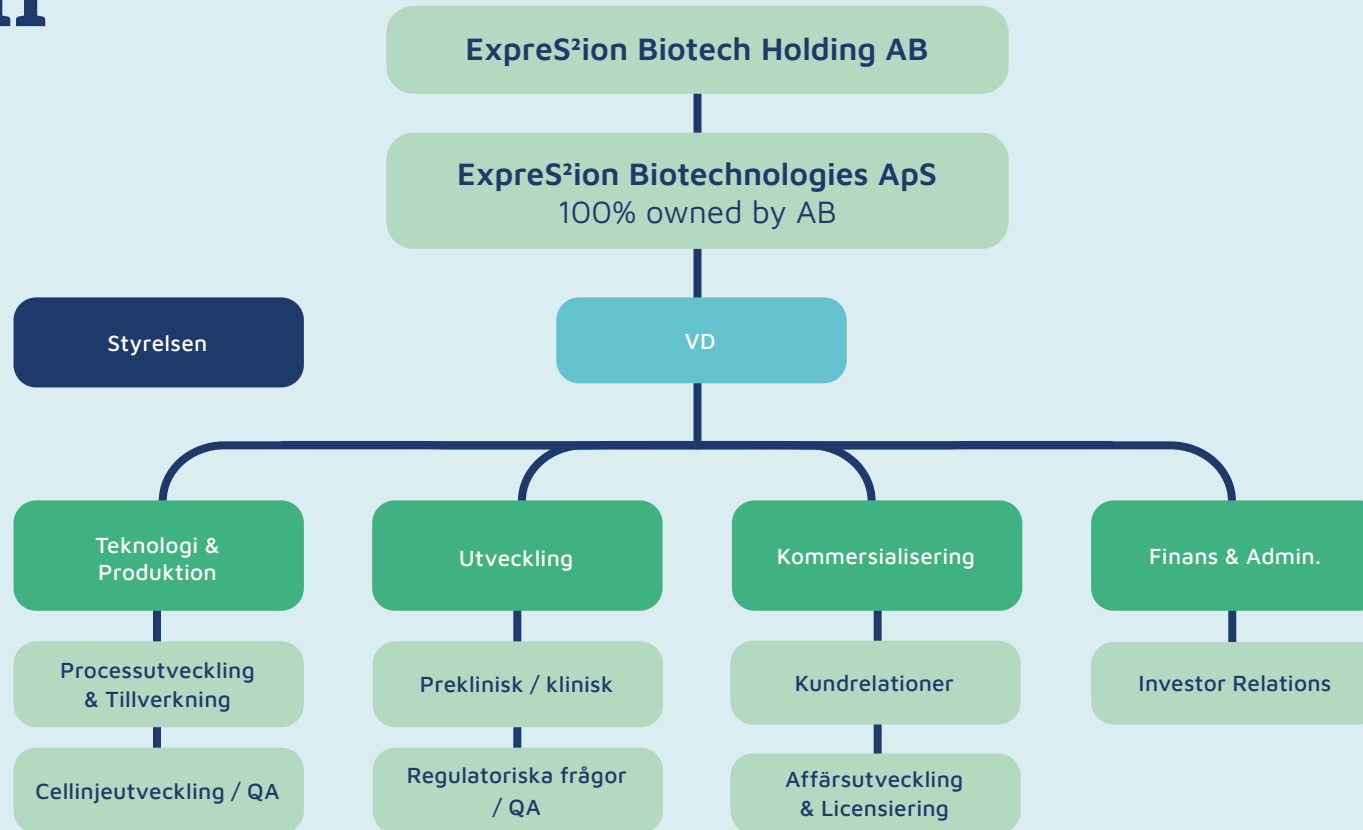 ExpreS²ion Biotech Holding AB
ExpreS²ion Biotechnologies ApS
100% owned by AB
Styrelsen
VD
Teknologi &
Produktion
Utveckling
Kommersialisering
Finans & Admin.
Processutveckling
& Tillverkning
Preklinisk / klinisk
Kundrelationer
Investor Relations
Cellinjeutveckling / QA
Regulatoriska frågor
/ QA
Affärsutveckling
& Licensiering